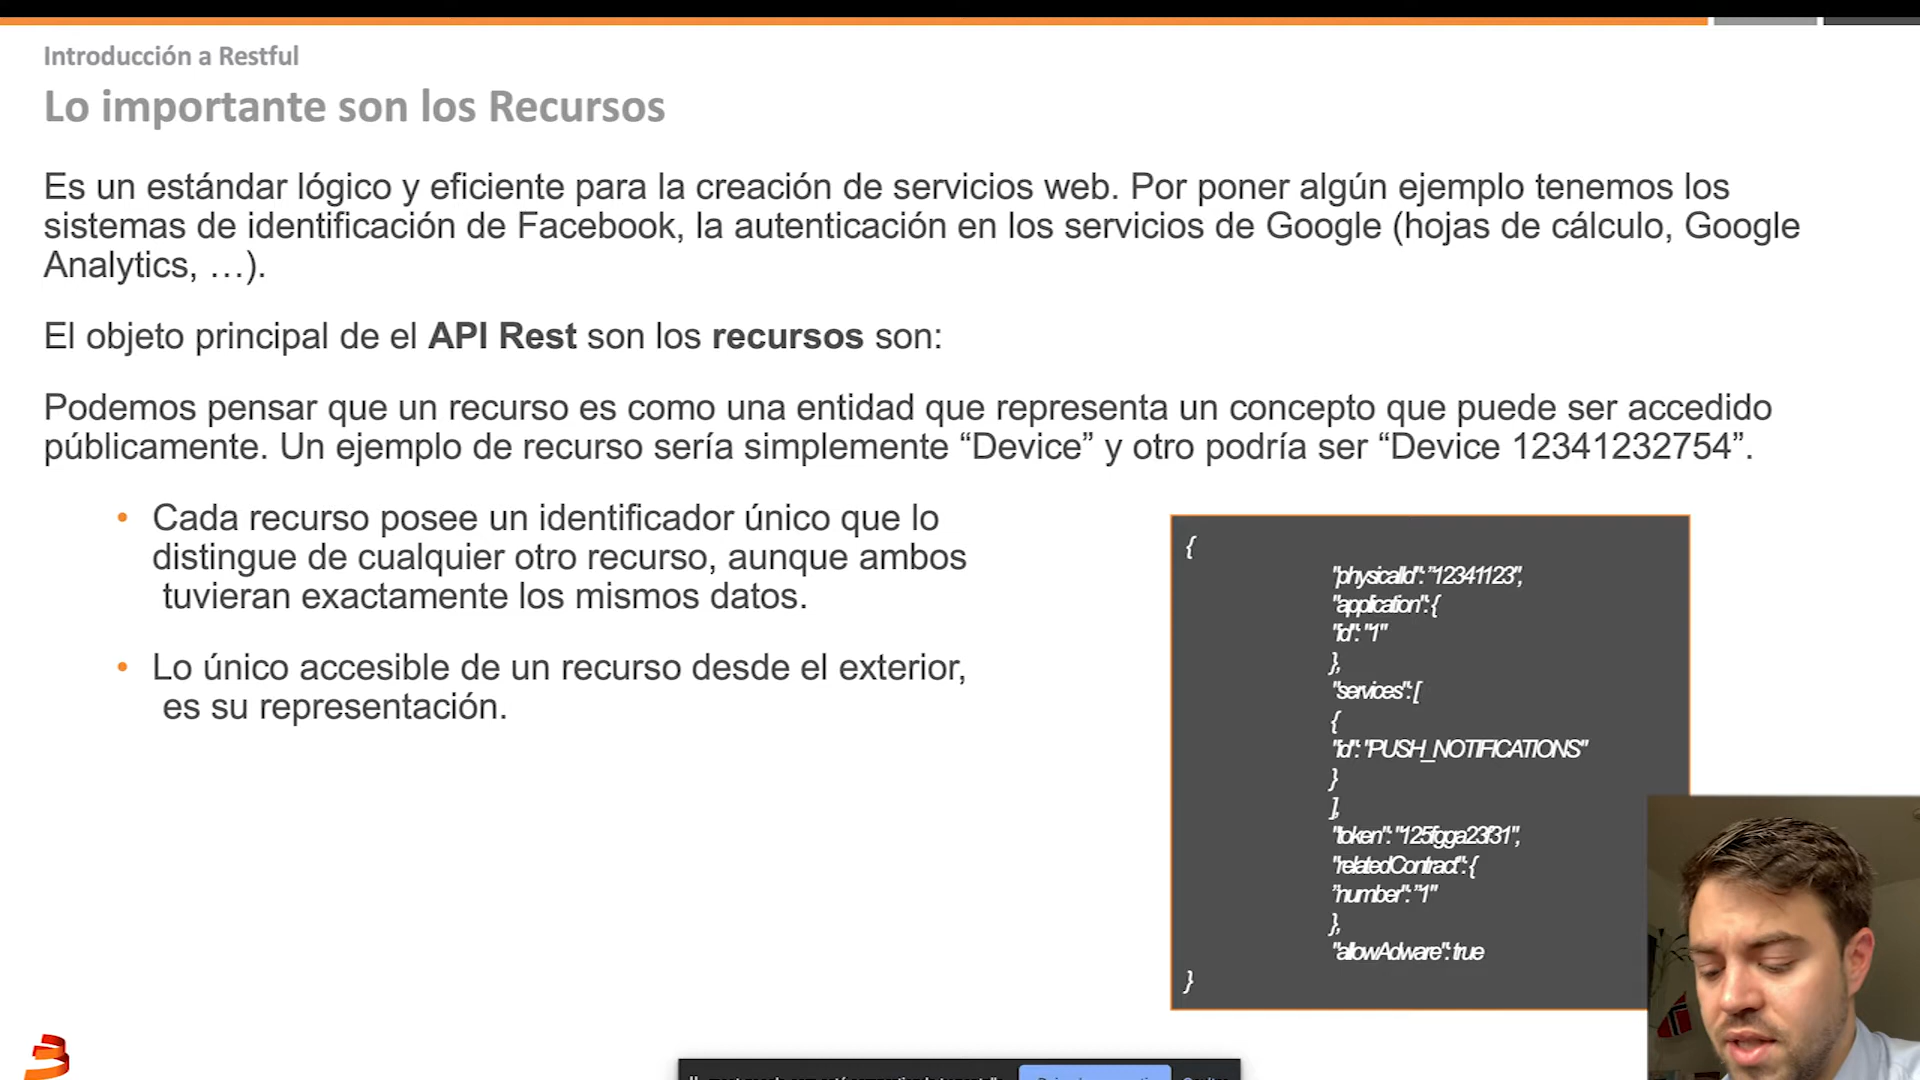 Introducción a Restful
Lo importante son los Recursos
Es un estándar lógico y eficiente para la creación de servicios web. Por poner algún ejemplo tenemos los
sistemas de identificación de Facebook, la autenticación en los servicios de Google (hojas de cálculo, Google
Analytics, …).
El objeto principal de el API Rest son los recursos son:
Podemos pensar que un recurso es como una entidad que representa un concepto que puede ser accedido
públicamente. Un ejemplo de recurso sería simplemente “Device” y otro podría ser “Device 12341232754”.
• Cada recurso posee un identificador único que lo
distingue de cualquier otro recurso, aunque ambos
tuvieran exactamente los mismos datos.
• Lo único accesible de un recurso desde el exterior,
es su representación.
{
"physicalId": ”12341123",
"application": {
"id": "1"
},
"services": [
{
"id": "PUSH_NOTIFICATIONS"
}
],
"token": "125fgga23f31",
"relatedContract": {
”number": ”1"
},
"allowAdware": true
}